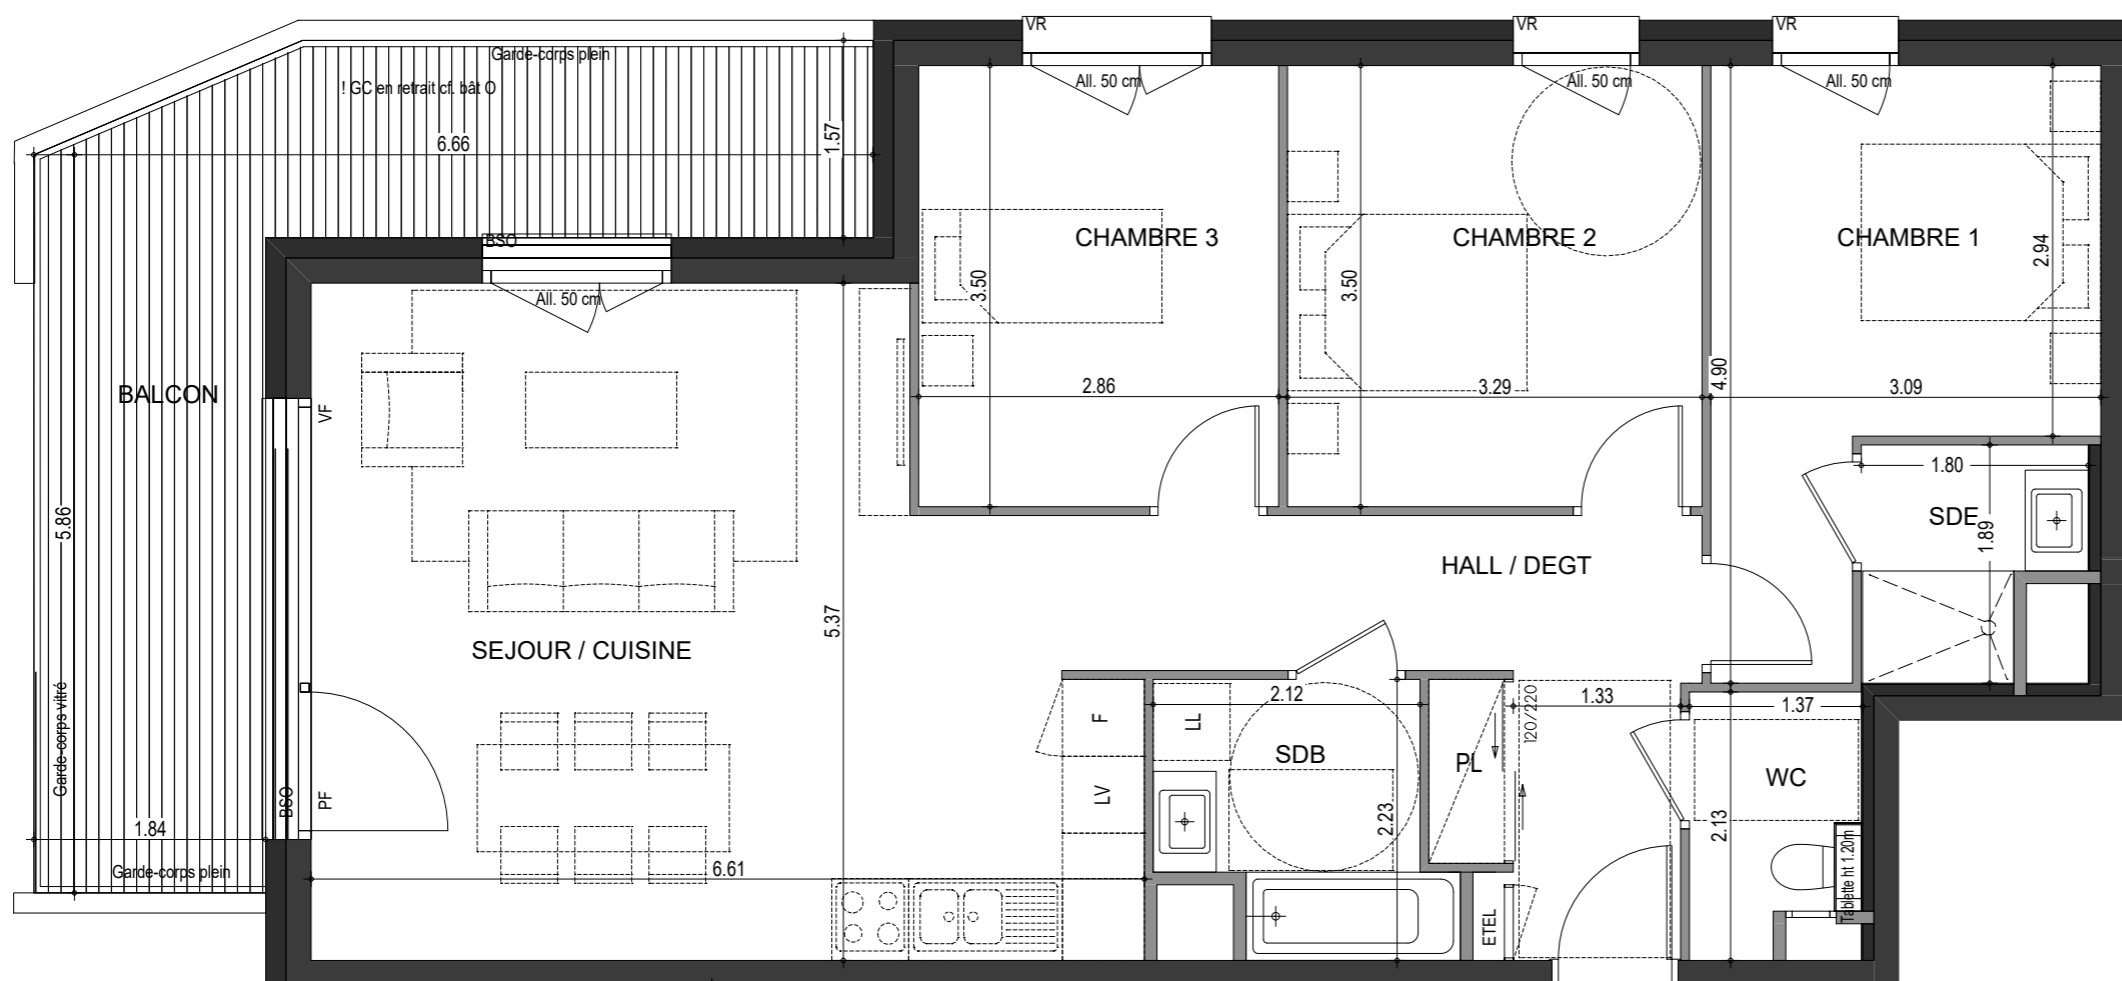 VR
VR
VR
Garde-corps plein
! GC en retrait cf. bât O
All. 50 cm
All. 50 cm
All. 50 cm
6.66
1.57
BSO
All. 50 cm
CHAMBRE 3
CHAMBRE 2
CHAMBRE 1
2.94
3.50
3.50
4.90
2.86
3.29
3.09
BALCON
VF
5.86
1.80
SDE
1.89
HALL / DEGT
5.37
SEJOUR / CUISINE
2.12
120/220
1.33
1.37
F
LL
SDB
PL
WC
Garde-corps vitré
BSO
PF
LV
1.84
2.23
2.13
Garde-corps plein
6.61
Tablette ht 1.20m
ETEL